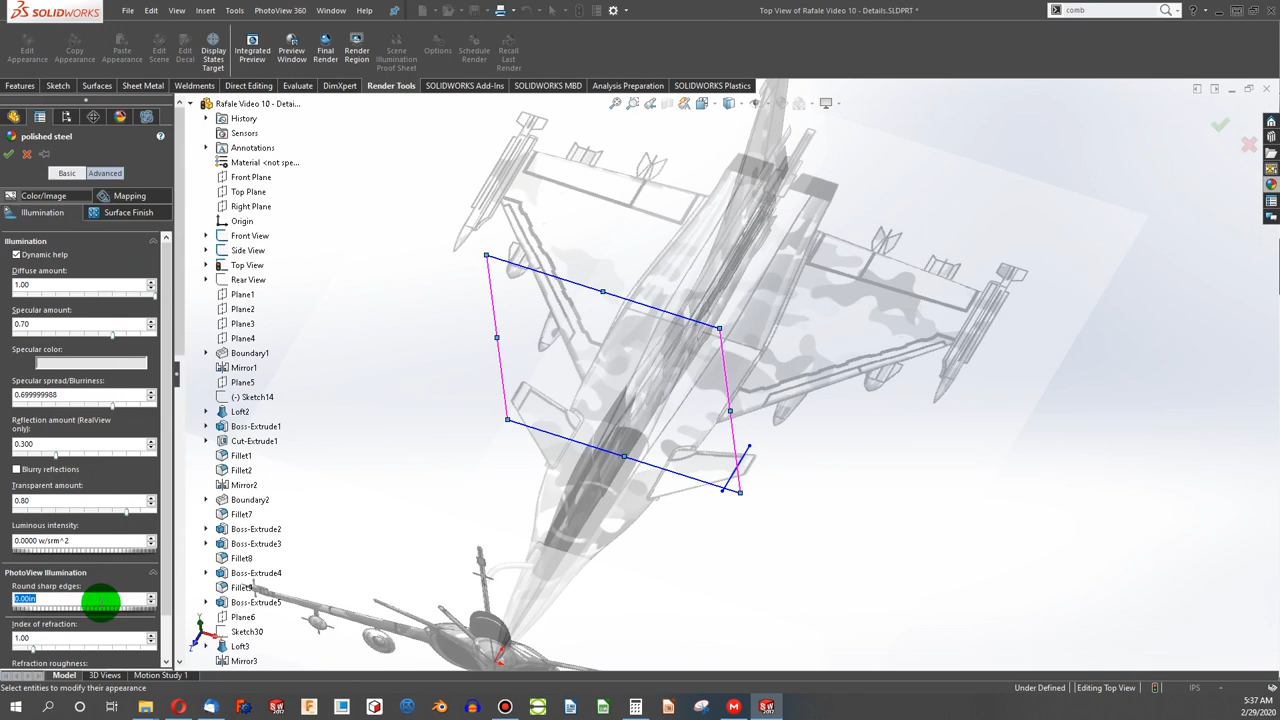 SOLIDWORKS File Edit View Insert Tools PhotoView 360 Window Help Top View of Rafale Video 10 - Details.SLDPRT * comb
Edit Appearance
Copy Appearance
Paste Appearance
Edit Scene
Edit Decal
Display States Target
Integrated Preview
Preview Window
Final Render
Render Region
Scene Illumination Proof Sheet
Options
Schedule Render
Recall Last Render
Features Sketch Surfaces Sheet Metal Weldments Direct Editing Evaluate DimXpert Render Tools SOLIDWORKS Add-Ins SOLIDWORKS MBD Analysis Preparation SOLIDWORKS Plastics
polished steel ?
Basic Advanced
Color/Image Mapping
Illumination Surface Finish
Illumination
Dynamic help
Diffuse amount:
1.00
Specular amount:
0.70
Specular color:
Specular spread/Blurriness:
0.699999988
Reflection amount (RealView
only):
0.300
Blurry reflections
Transparent amount:
0.80
Luminous intensity:
0.0000 w/srm^2
PhotoView Illumination
Round sharp edges:
0.00in
Index of refraction:
1.00
Refraction roughness:
Rafale Video 10 - Detai...
History
Sensors
Annotations
Material <not spe...
Front Plane
Top Plane
Right Plane
Origin
Front View
Side View
Top View
Rear View
Plane1
Plane2
Plane3
Plane4
Boundary1
Mirror1
Plane5
(-) Sketch14
Loft2
Boss-Extrude1
Cut-Extrude1
Fillet1
Fillet2
Mirror2
Boundary2
Fillet7
Boss-Extrude2
Boss-Extrude3
Fillet8
Boss-Extrude4
Boss-Extrude5
Plane6
Sketch30
Loft3
Mirror3
Y
Z
Model 3D Views Motion Study 1
Select entities to modify their appearance Under Defined Editing Top View IPS
5:37 AM
2/29/2020